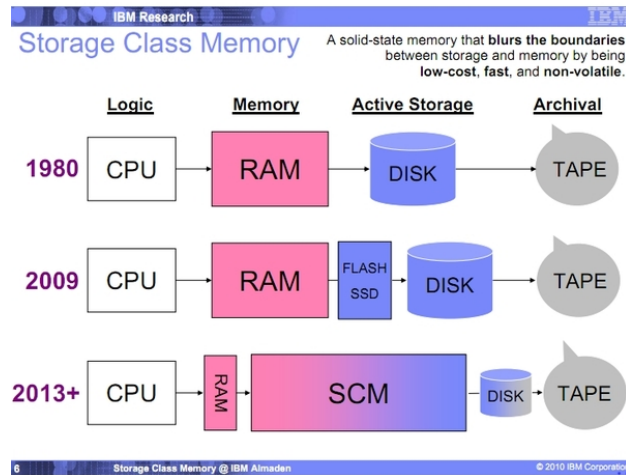 IBM Research
IBM
Storage Class Memory
A solid-state memory that blurs the boundaries
between storage and memory by being
low-cost, fast, and non-volatile.
Logic Memory Active Storage Archival
1980 CPU RAM DISK TAPE
2009 CPU RAM FLASH SSD DISK TAPE
2013+ CPU RAM SCM DISK TAPE
6 Storage Class Memory @ IBM Almaden © 2010 IBM Corporatio